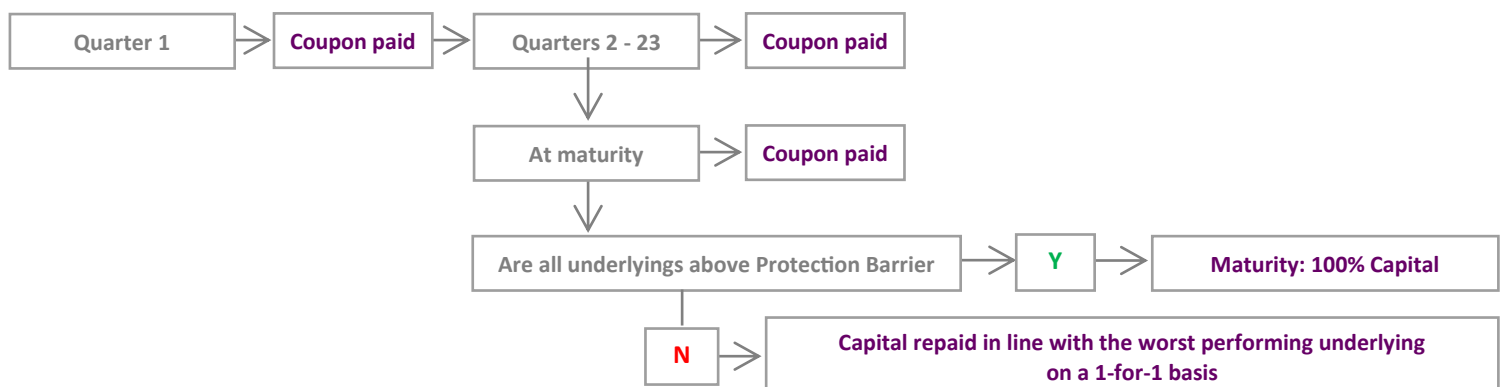 Quarter 1
Coupon paid
Quarters 2 - 23
Coupon paid
At maturity
Coupon paid
Are all underlyings above Protection Barrier
Y
Maturity: 100% Capital
N
Capital repaid in line with the worst performing underlying
on a 1-for-1 basis